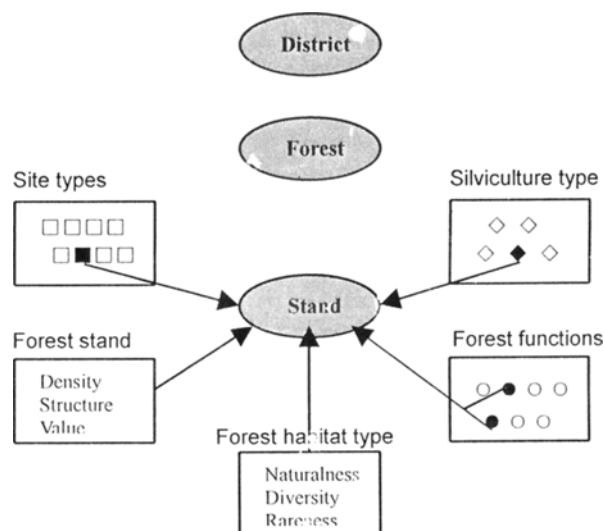 District
Forest
Site types
Silviculture type
Stand
Forest stand
Forest functions
Density
Structure
Value
Forest habitat type
Naturalness
Diversity
Rareness